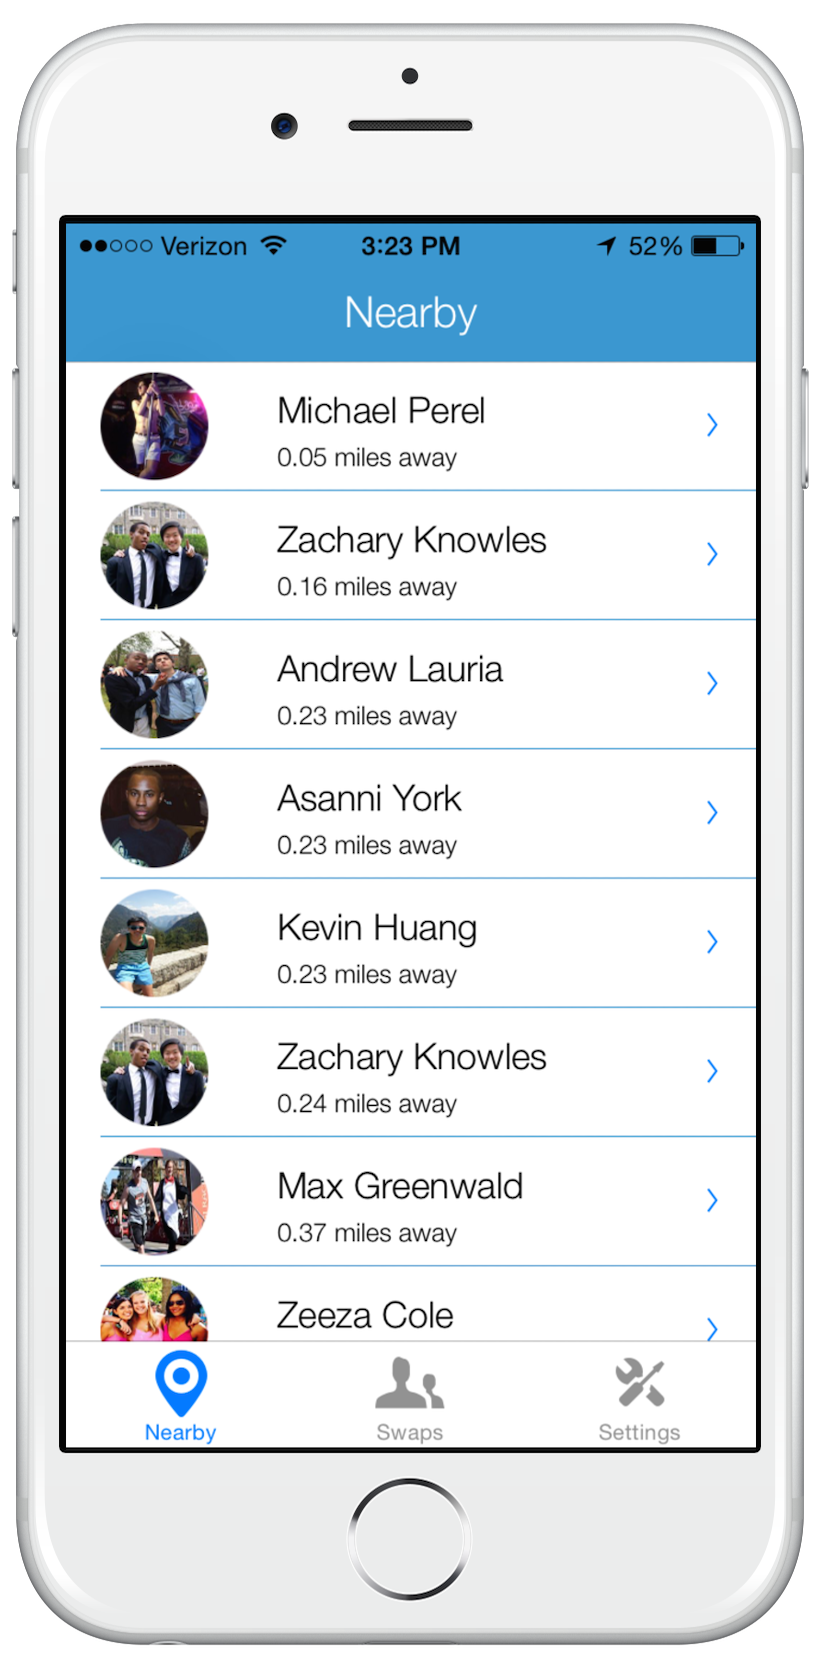 Verizon 3:23 PM 52%
Nearby
Michael Perel
0.05 miles away
Zachary Knowles
0.16 miles away
Andrew Lauria
0.23 miles away
Asanni York
0.23 miles away
Kevin Huang
0.23 miles away
Zachary Knowles
0.24 miles away
Max Greenwald
0.37 miles away
Zeeza Cole
Nearby Swaps Settings